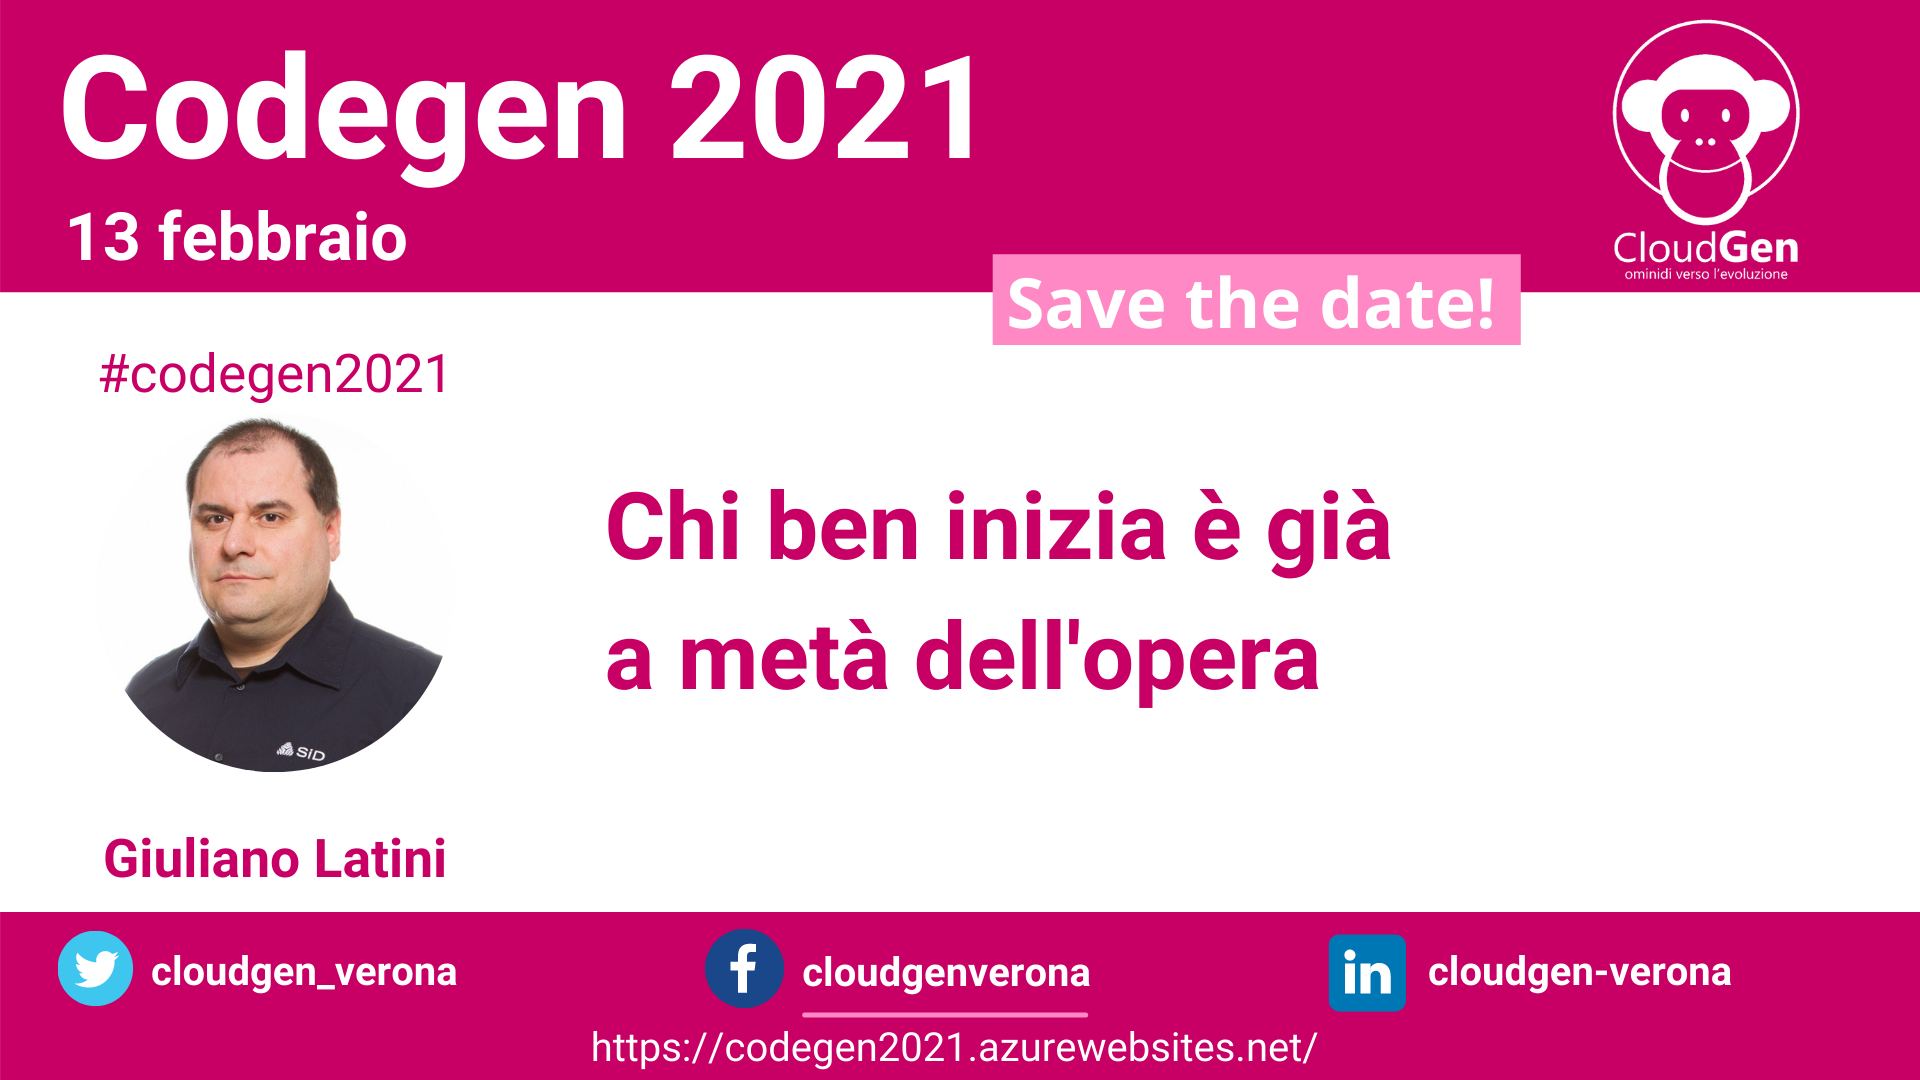 Codegen 2021
13 febbraio
CloudGen
ominidi verso l'evoluzione
Save the date!
#codegen2021
Chi ben inizia è già
a metà dell'opera
SiD
Giuliano Latini
cloudgen_verona
cloudgenverona
cloudgen-verona
https://codegen2021.azurewebsites.net/